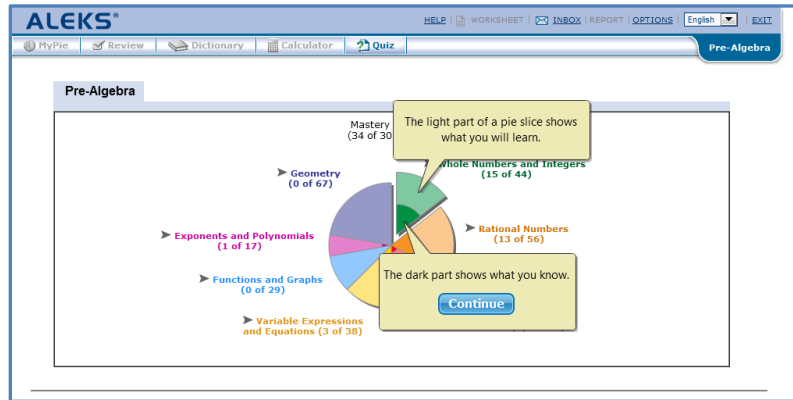 ALEKS®
HELP | WORKSHEET | INBOX | REPORT | OPTIONS | English | EXIT
MyPie Review Dictionary Calculator Quiz
Pre-Algebra
Pre-Algebra
Mastery
(34 of 30
The light part of a pie slice shows
what you will learn.
Whole Numbers and Integers
(15 of 44)
Geometry
(0 of 67)
Rational Numbers
(13 of 56)
Exponents and Polynomials
(1 of 17)
Functions and Graphs
(0 of 29)
The dark part shows what you know.
Continue
Variable Expressions
and Equations (3 of 38)